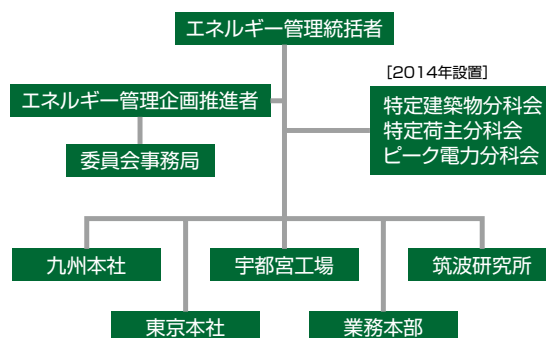 エネルギー管理統括者
[2014年設置]
エネルギー管理企画推進者
特定建築物分科会
特定荷主分科会
ピーク電力分科会
委員会事務局
九州本社
宇都宮工場
筑波研究所
東京本社
業務本部